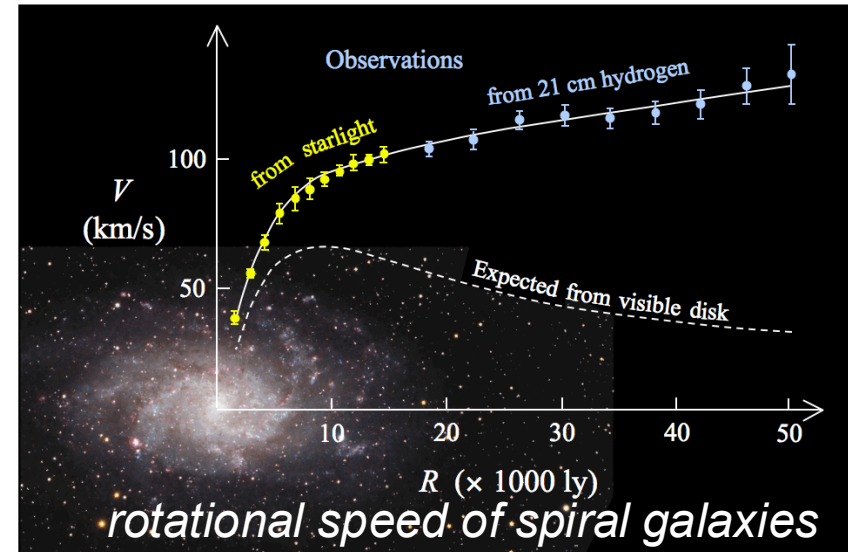 Observations
from 21 cm hydrogen
from starlight
100
V
(km/s)
50
Expected from visible disk
10
20
30
40
50
R (× 1000 ly)
rotational speed of spiral galaxies